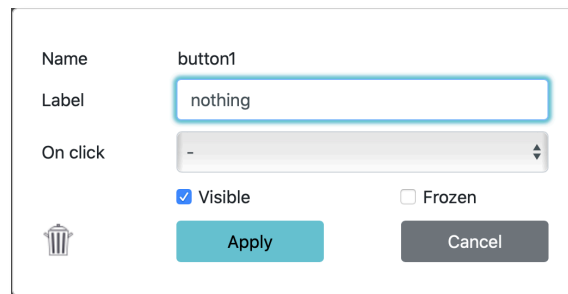 Name button1
Label nothing
On click -
Visible Frozen
Apply Cancel